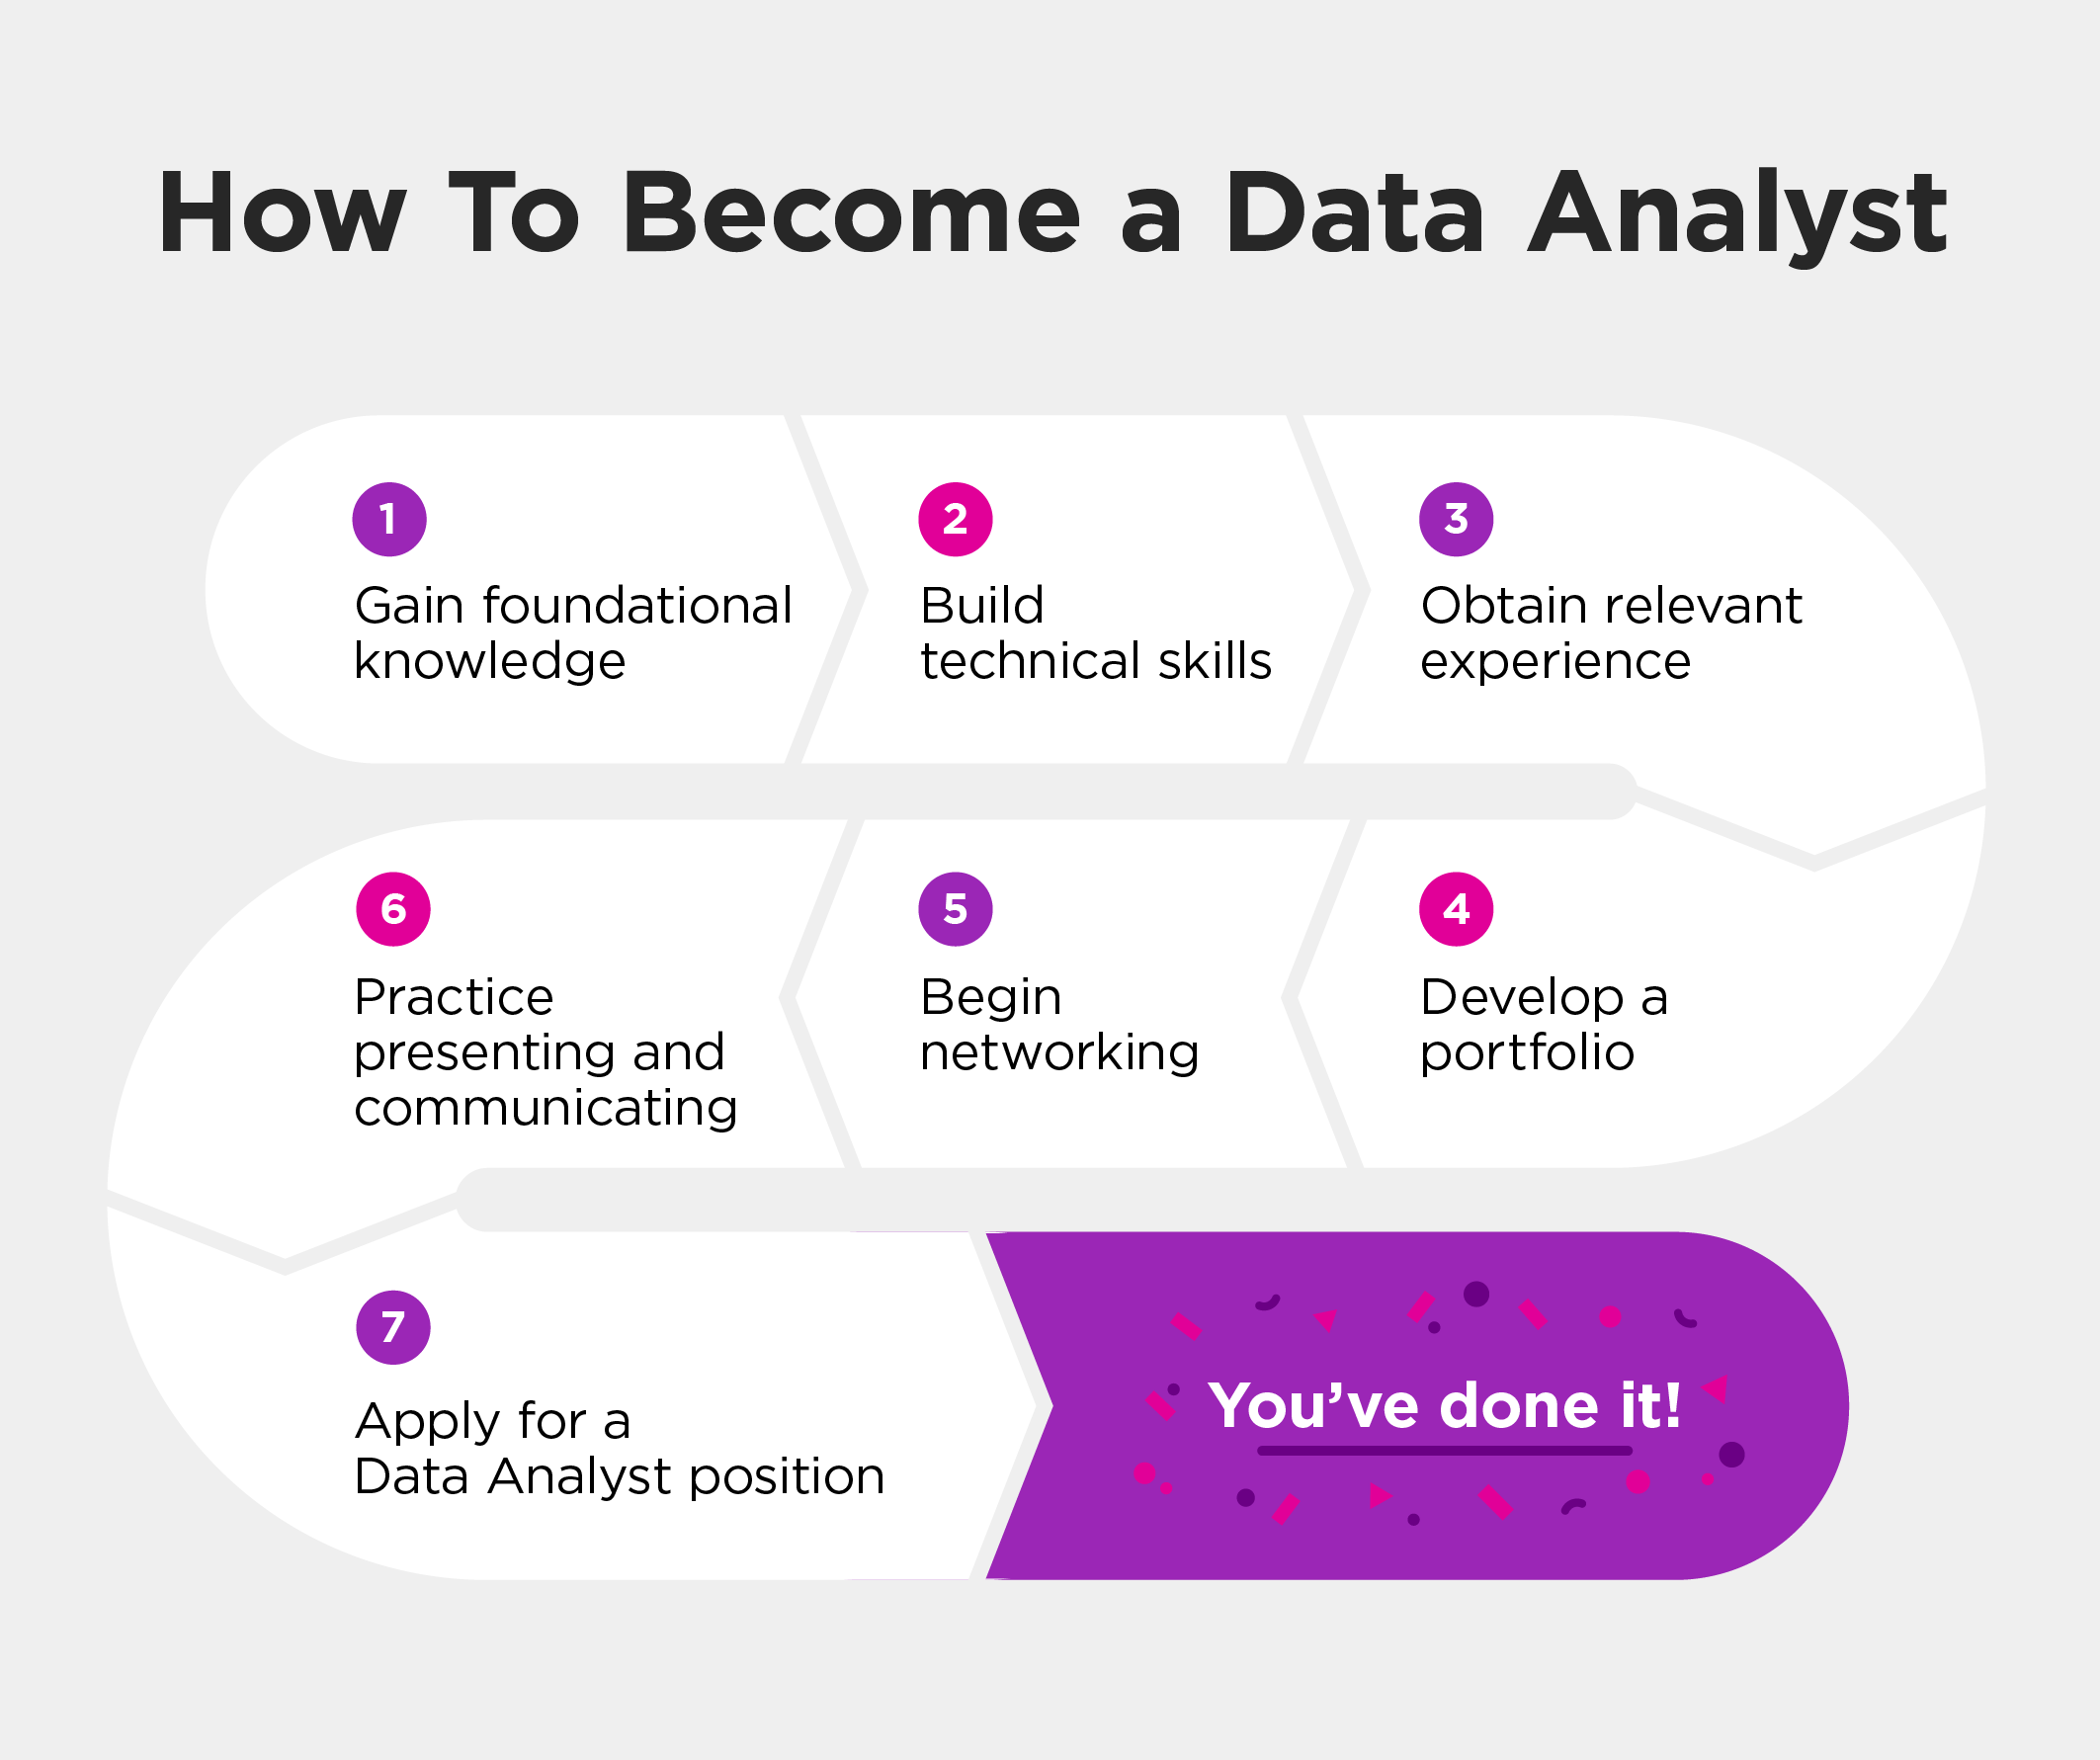 How To Become a Data Analyst
1
Gain foundational
knowledge
2
Build
technical skills
3
Obtain relevant
experience
4
Develop a
portfolio
5
Begin
networking
6
Practice
presenting and
communicating
7
Apply for a
Data Analyst position
You’ve done it!